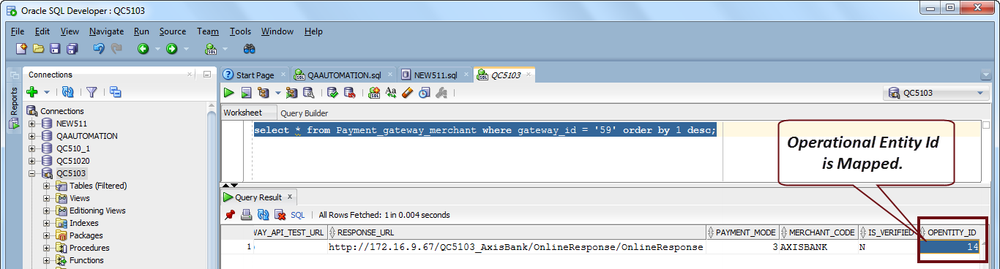 Oracle SQL Developer : QC5103
File Edit View Navigate Run Source Team Tools Window Help
Reports
Connections
Connections
NEW511
QAAUTOMATION
QC510_1
QC51020
QC5103
Tables (Filtered)
Views
Editioning Views
Indexes
Packages
Procedures
Functions
Start Page QAAUTOMATION.sql NEW511.sql QC5103
QC5103
Worksheet Query Builder
select * from Payment_gateway_merchant where gateway_id = '59' order by 1 desc;
Operational Entity Id
is Mapped.
Query Result
SQL All Rows Fetched: 1 in 0.004 seconds
WAY_API_TEST_URL RESPONSE_URL PAYMENT_MODE MERCHANT_CODE IS_VERIFIED OPENTITY_ID
1 http://172.16.9.67/QC5103_AxisBank/OnlineResponse/OnlineResponse 3 AXISBANK N 14